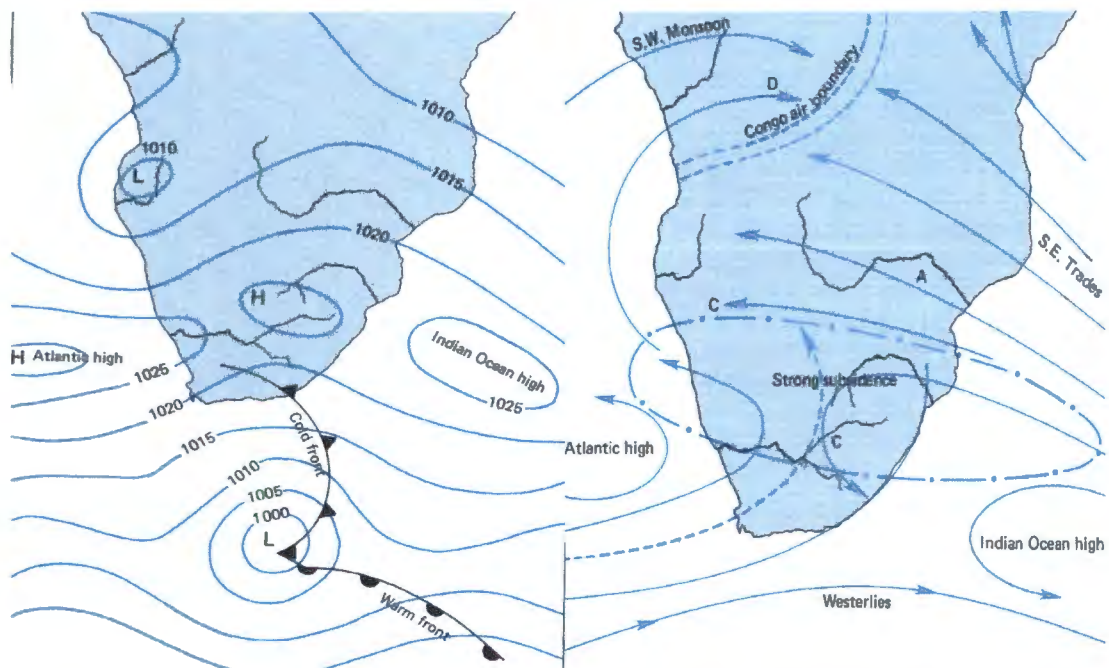 1010
1010
L
1015
1020
H
H Atlantic high
1025
Indian Ocean high
1025
1020
Cold front
1015
1010
1005
1000
L
Warm front
S.W. Monsoon
D
Congo air boundary
S.E. Trades
A
C
Strong subsidence
C
Atlantic high
Indian Ocean high
Westerlies